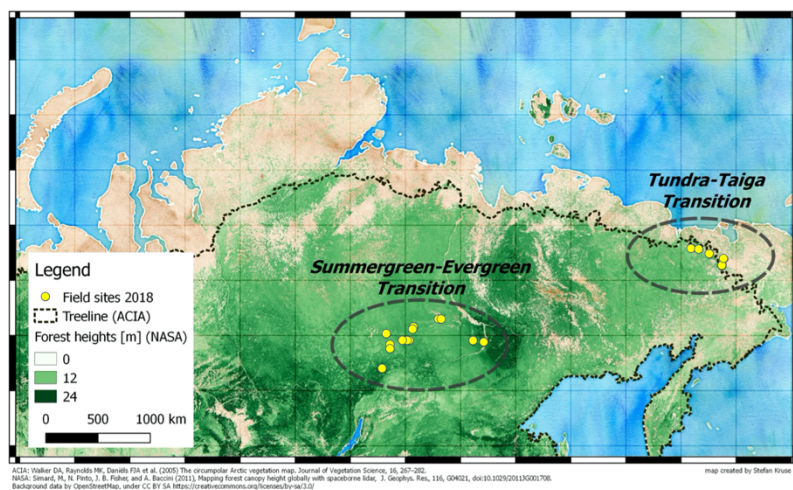 Tundra-Taiga
Transition
Summergreen-Evergreen
Transition
Legend
Field sites 2018
Treeline (ACIA)
Forest heights [m] (NASA)
0
12
24
0 500 1000 km
ACIA: Walker DA, Raynolds MK, Daniëls FJA et al. (2005) The circumpolar Arctic vegetation map. Journal of Vegetation Science, 16, 267–282.
map created by Stefan Kruse
NASA: Simard, M., N. Pinto, J. B. Fisher, and A. Baccini (2011), Mapping forest canopy height globally with spaceborne lidar, J. Geophys. Res., 116, G04021, doi:10.1029/2011JG001708.
Background data by OpenStreetMap, under CC BY SA https://creativecommons.org/licenses/by-sa/3.0/